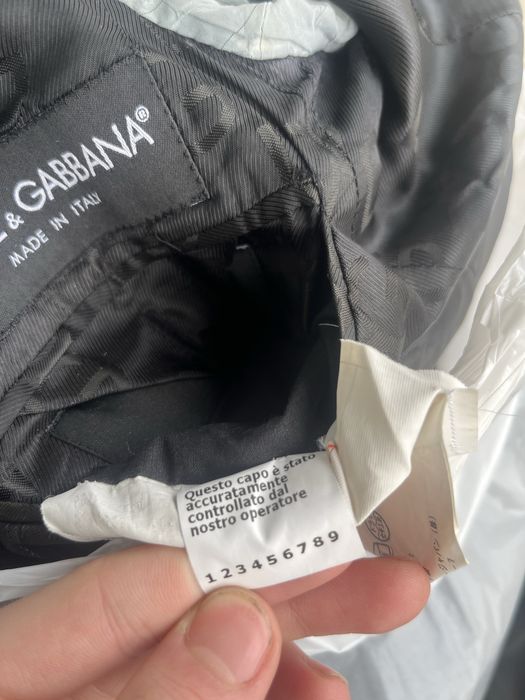 & GABBANA®
MADE IN ITALY
Questo capo è stato
accuratamente
controllato dal
nostro operatore
1 2 3 4 5 6 7 8 9